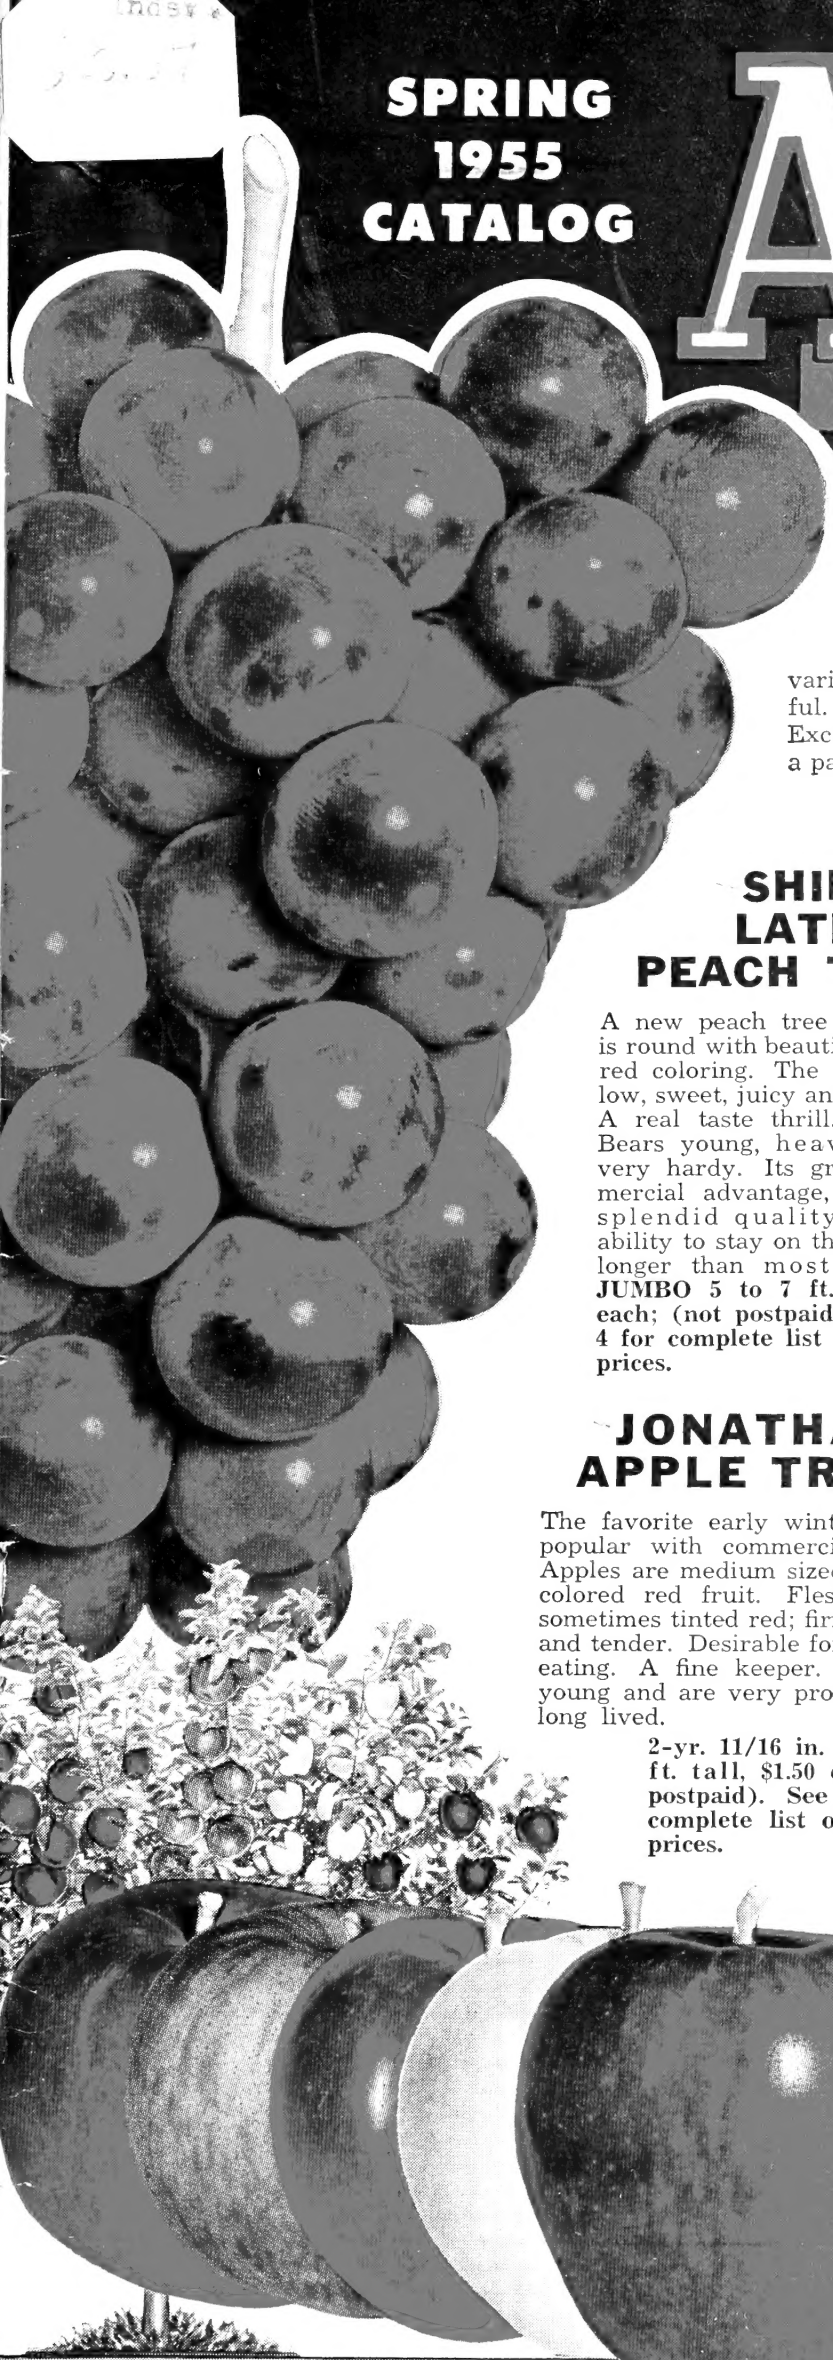 Index
SPRING
1955
CATALOG
A
vari
ful.
Exc
a pa
SHI
LAT
PEACH T
A new peach tree
is round with beauti
red coloring. The
low, sweet, juicy an
A real taste thrill.
Bears young, heav
very hardy. Its gr
mercial advantage,
splendid quality
ability to stay on th
longer than most
JUMBO 5 to 7 ft.
each; (not postpaid
4 for complete list
prices.
JONATHA
APPLE TR
The favorite early wint
popular with commerci
Apples are medium size
colored red fruit. Fles
sometimes tinted red; fir
and tender. Desirable fo
eating. A fine keeper.
young and are very pro
long lived.
2-yr. 11/16 in.
ft. tall, $1.50
postpaid). See
complete list o
prices.